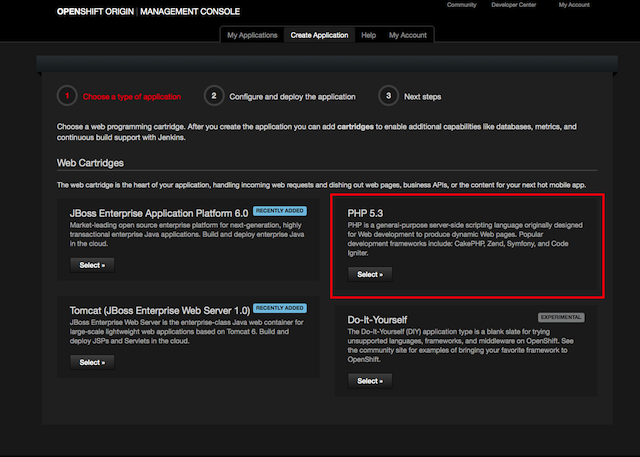 Community Developer Center My Account
OPENSHIFT ORIGIN | MANAGEMENT CONSOLE
My Applications Create Application Help My Account
1 Choose a type of application 2 Configure and deploy the application 3 Next steps
Choose a web programming cartridge. After you create the application you can add cartridges to enable additional capabilities like databases, metrics, and
continuous build support with Jenkins.
Web Cartridges
The web cartridge is the heart of your application, handling incoming web requests and dishing out web pages, business APIs, or the content for your next hot mobile app.
JBoss Enterprise Application Platform 6.0 RECENTLY ADDED
Market-leading open source enterprise platform for next-generation, highly
transactional enterprise Java applications. Build and deploy enterprise Java
in the cloud.
Select »
PHP 5.3
PHP is a general-purpose server-side scripting language originally designed
for Web development to produce dynamic Web pages. Popular
development frameworks include: CakePHP, Zend, Symfony, and Code
Igniter.
Select »
Tomcat (JBoss Enterprise Web Server 1.0) RECENTLY ADDED
JBoss Enterprise Web Server is the enterprise-class Java web container for
large-scale lightweight web applications based on Tomcat 6. Build and
deploy JSPs and Servlets in the cloud.
Select »
Do-It-Yourself EXPERIMENTAL
The Do-It-Yourself (DIY) application type is a blank slate for trying
unsupported languages, frameworks, and middleware on OpenShift. See
the community site for examples of bringing your favorite framework to
OpenShift.
Select »